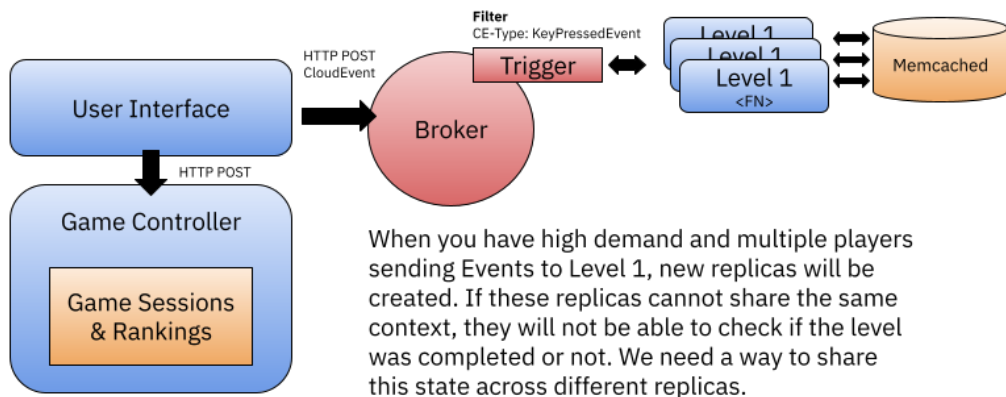 Filter
CE-Type: KeyPressedEvent
HTTP POST
CloudEvent
Trigger
Level 1
Level 1
Level 1
<FN>
Memcached
User Interface
Broker
HTTP POST
Game Controller
Game Sessions
& Rankings
When you have high demand and multiple players
sending Events to Level 1, new replicas will be
created. If these replicas cannot share the same
context, they will not be able to check if the level
was completed or not. We need a way to share
this state across different replicas.